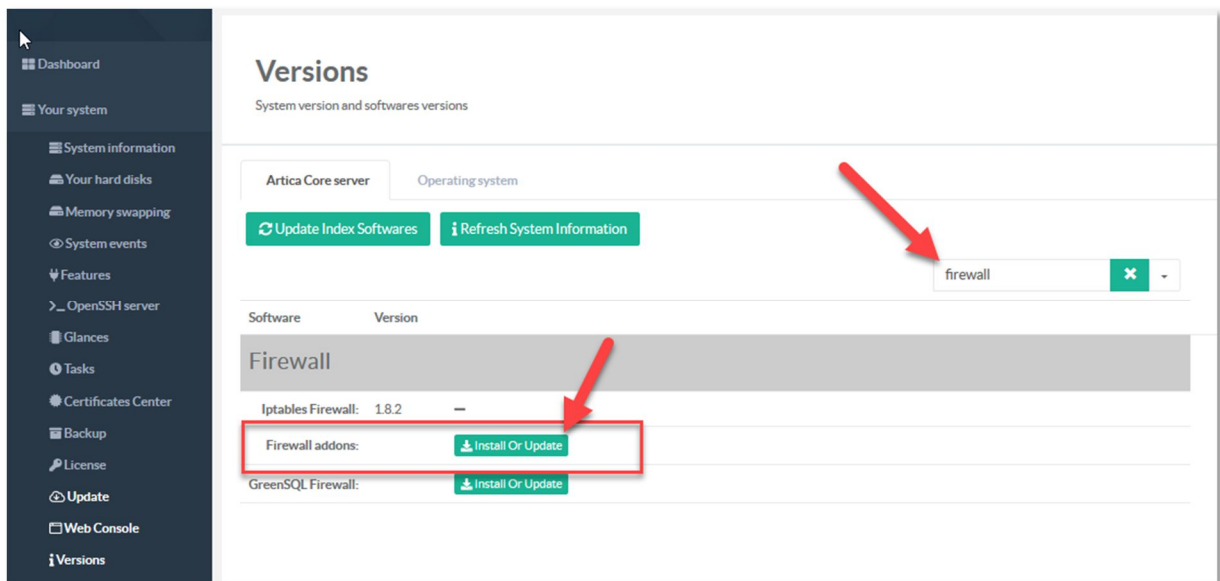 Dashboard
Your system
System information
Your hard disks
Memory swapping
System events
Features
OpenSSH server
Glances
Tasks
Certificates Center
Backup
License
Update
Web Console
Versions
Versions
System version and softwares versions
Artica Core server Operating system
Update Index Softwares Refresh System Information
firewall
Software Version
Firewall
Iptables Firewall: 1.8.2 –
Firewall addons: Install Or Update
GreenSQL Firewall: Install Or Update